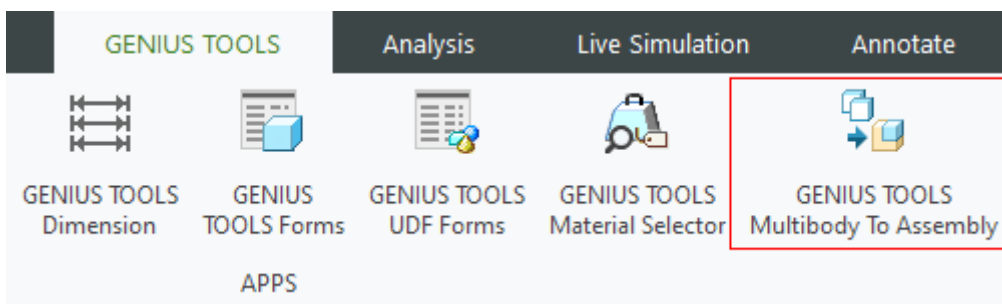 GENIUS TOOLS
Analysis
Live Simulation
Annotate
GENIUS TOOLS
Dimension
GENIUS
TOOLS Forms
GENIUS TOOLS
UDF Forms
GENIUS TOOLS
Material Selector
GENIUS TOOLS
Multibody To Assembly
APPS